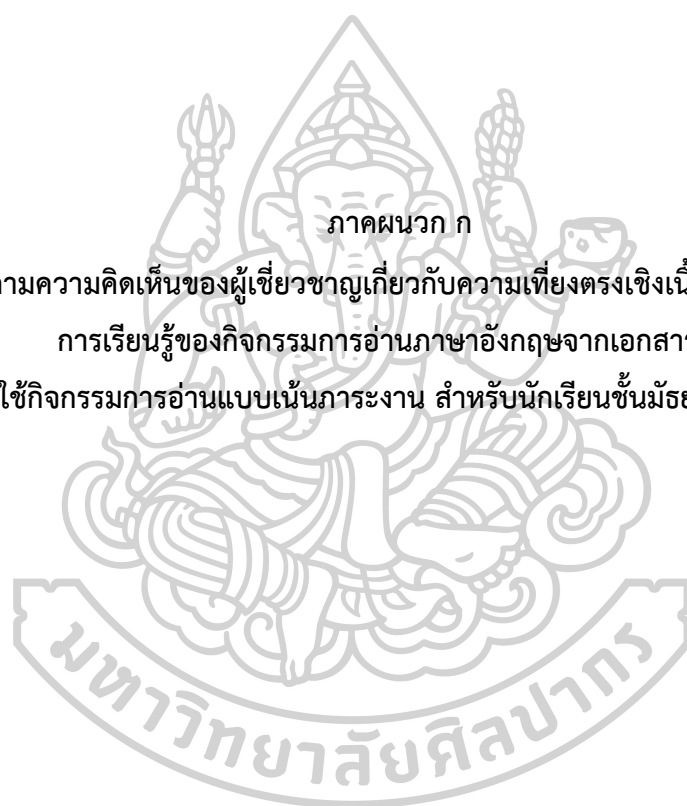 ภาคผนวก ก
ามความคิดเห็นของผู้เชี่ยวชาญเกี่ยวกับความเที่ยงตรงเชิงเนื้
การเรียนรู้ของกิจกรรมการอ่านภาษาอังกฤษจากเอกสาร
ใช้กิจกรรมการอ่านแบบเน้นภาระงาน สำหรับนักเรียนชั้นมัธย
มหาวิทยาลัยศิลปากร